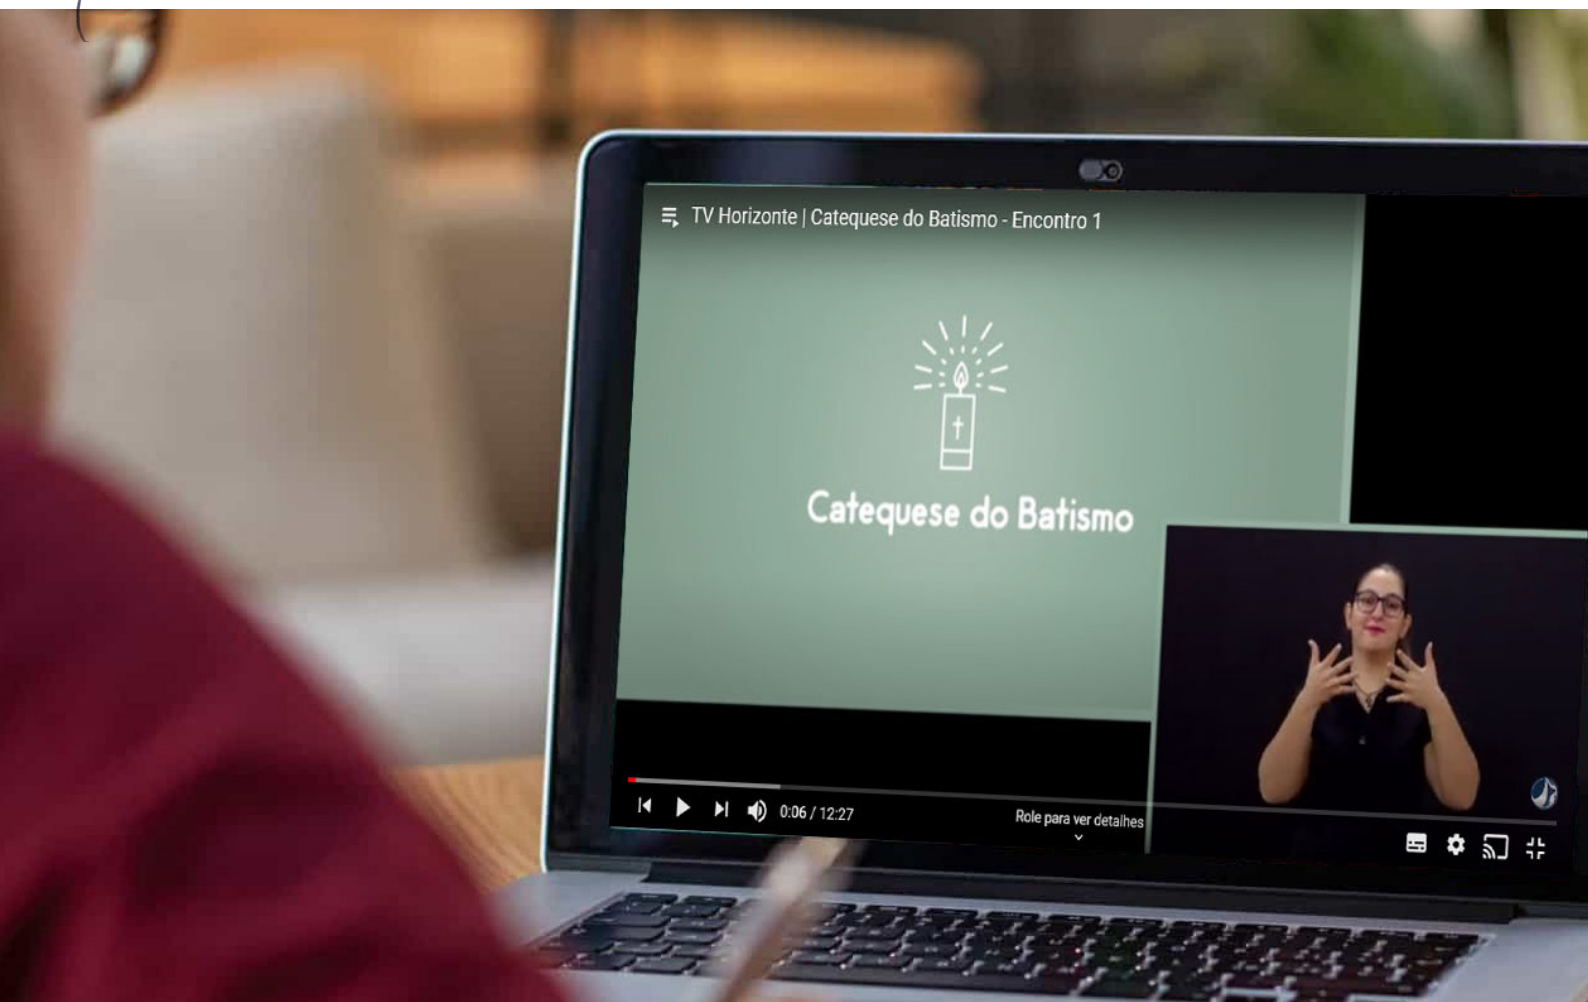 TV Horizonte | Catequese do Batismo - Encontro 1
Catequese do Batismo
0:06 / 12:27
Role para ver detalhes